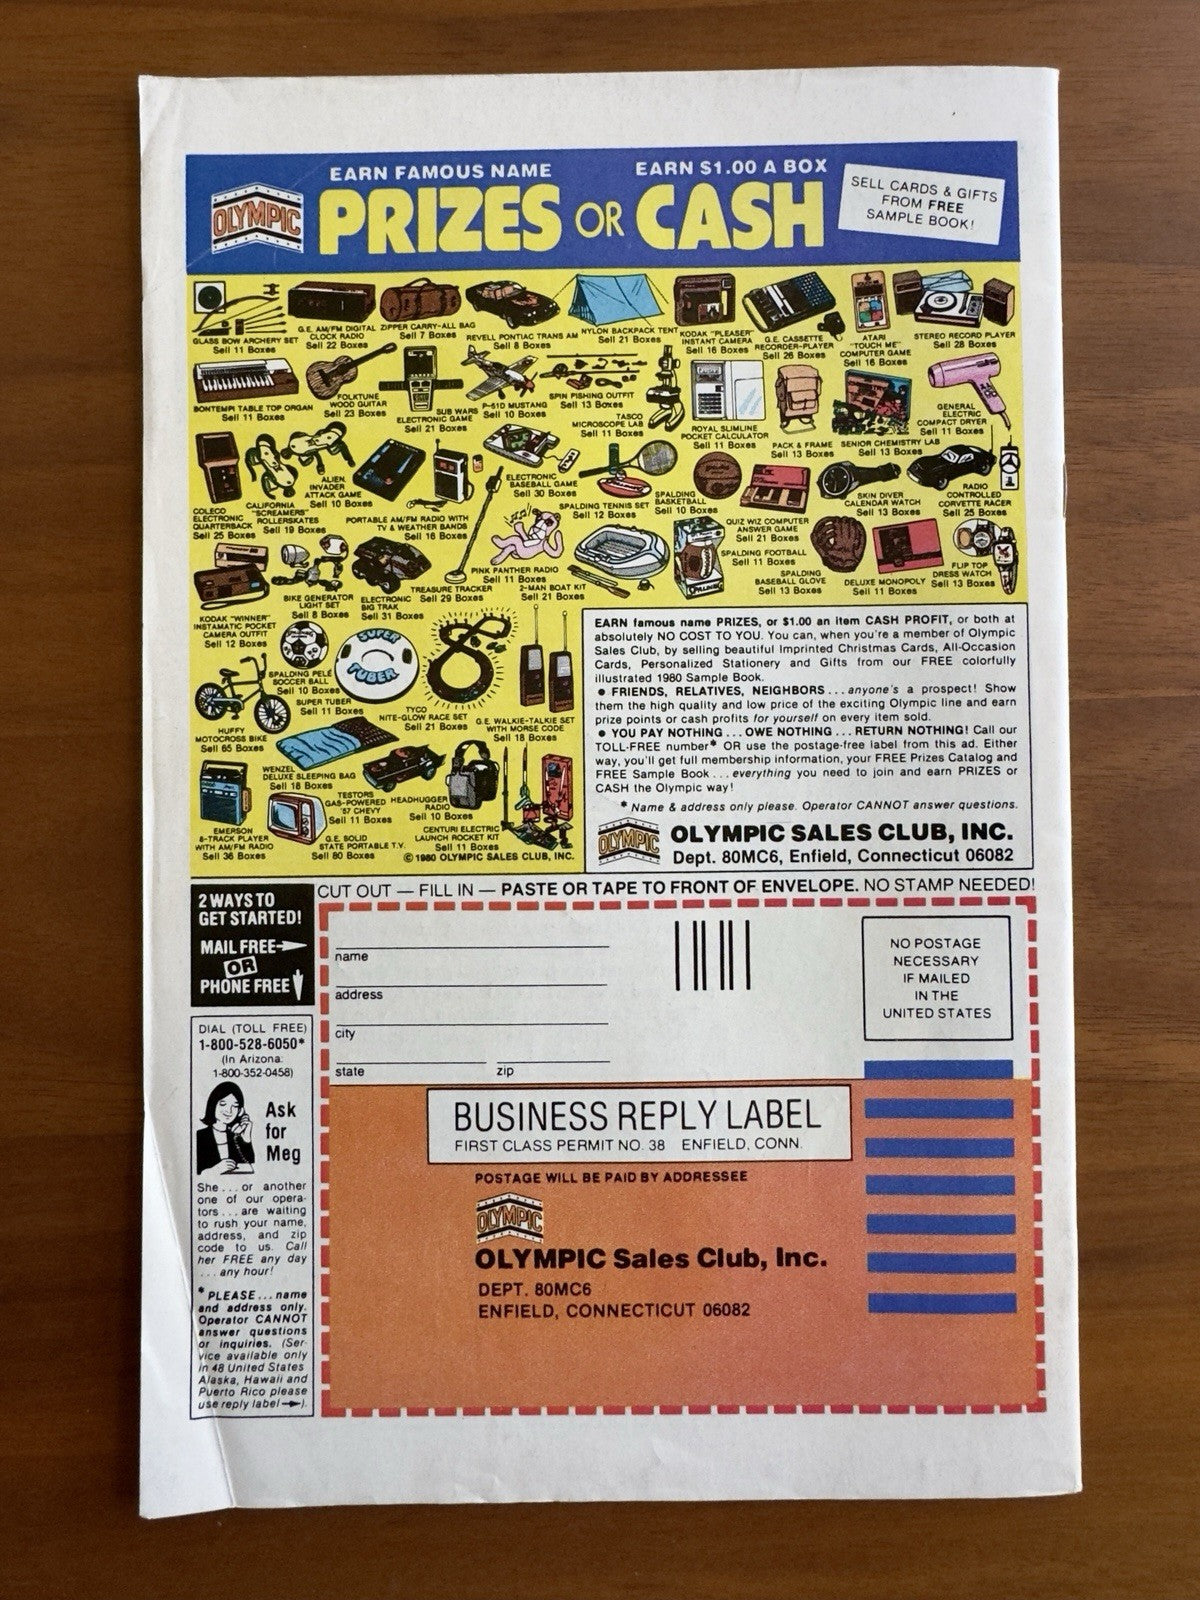 EARN FAMOUS NAME
EARN $1.00 A BOX
PRIZES OR CASH
OLYMPIC
SELL CARDS & GIFTS
FROM FREE
SAMPLE BOOK!
GLASS BOW ARCHERY SET
Sell 11 Boxes
G.E. AM/FM DIGITAL
CLOCK RADIO
Sell 22 Boxes
ZIPPER CARRY-ALL BAG
Sell 7 Boxes
REVELL PONTIAC TRANS AM
Sell 8 Boxes
NYLON BACKPACK TENT
Sell 21 Boxes
KODAK "PLEASER"
INSTANT CAMERA
Sell 16 Boxes
G.E. CASSETTE
RECORDER-PLAYER
Sell 26 Boxes
ATARI
"TOUCH ME"
COMPUTER GAME
Sell 16 Boxes
STEREO RECORD PLAYER
Sell 28 Boxes
BONTEMPI TABLE TOP ORGAN
Sell 11 Boxes
FOLKTUNE
WOOD GUITAR
Sell 23 Boxes
SUB WARS
ELECTRONIC GAME
Sell 21 Boxes
P-51D MUSTANG
Sell 10 Boxes
SPIN FISHING OUTFIT
Sell 13 Boxes
TASCO
MICROSCOPE LAB
Sell 11 Boxes
ROYAL SLIMLINE
POCKET CALCULATOR
Sell 11 Boxes
PACK & FRAME
Sell 13 Boxes
SENIOR CHEMISTRY LAB
Sell 13 Boxes
GENERAL
ELECTRIC
COMPACT DRYER
Sell 11 Boxes
COLECO
ELECTRONIC
QUARTERBACK
Sell 25 Boxes
CALIFORNIA
"SCREAMERS"
ROLLERSKATES
Sell 19 Boxes
ALIEN
INVADER
ATTACK GAME
Sell 10 Boxes
PORTABLE AM/FM RADIO WITH
TV & WEATHER BANDS
Sell 16 Boxes
ELECTRONIC
BASEBALL GAME
Sell 30 Boxes
SPALDING TENNIS SET
Sell 12 Boxes
SPALDING
BASKETBALL
Sell 10 Boxes
QUIZ WIZ COMPUTER
ANSWER GAME
Sell 21 Boxes
SKIN DIVER
CALENDAR WATCH
Sell 13 Boxes
RADIO
CONTROLLED
CORVETTE RACER
Sell 25 Boxes
KODAK "WINNER"
INSTAMATIC POCKET
CAMERA OUTFIT
Sell 12 Boxes
BIKE GENERATOR
LIGHT SET
Sell 8 Boxes
ELECTRONIC
BIG TRAK
Sell 31 Boxes
TREASURE TRACKER
Sell 29 Boxes
PINK PANTHER RADIO
Sell 11 Boxes
2-MAN BOAT KIT
Sell 21 Boxes
SPALDING FOOTBALL
Sell 11 Boxes
SPALDING
BASEBALL GLOVE
Sell 13 Boxes
DELUXE MONOPOLY
Sell 11 Boxes
FLIP TOP
DRESS WATCH
Sell 13 Boxes
SPALDING PELÉ
SOCCER BALL
Sell 10 Boxes
SUPER
TUBER
SUPER TUBER
Sell 11 Boxes
TYCO
NITE-GLOW RACE SET
Sell 21 Boxes
G.E. WALKIE-TALKIE SET
WITH MORSE CODE
Sell 18 Boxes
HUFFY
MOTOCROSS BIKE
Sell 65 Boxes
WENZEL
DELUXE SLEEPING BAG
Sell 18 Boxes
TESTORS
GAS-POWERED
'57 CHEVY
Sell 11 Boxes
HEADHUGGER
RADIO
Sell 10 Boxes
CENTURI ELECTRIC
LAUNCH ROCKET KIT
Sell 11 Boxes
EMERSON
8-TRACK PLAYER
WITH AM/FM RADIO
Sell 36 Boxes
G.E. SOLID
STATE PORTABLE T.V.
Sell 80 Boxes
© 1980 OLYMPIC SALES CLUB, INC.
EARN famous name PRIZES, or $1.00 an item CASH PROFIT, or both at
absolutely NO COST TO YOU. You can, when you're a member of Olympic
Sales Club, by selling beautiful Imprinted Christmas Cards, All-Occasion
Cards, Personalized Stationery and Gifts from our FREE colorfully
illustrated 1980 Sample Book.
● FRIENDS, RELATIVES, NEIGHBORS...anyone's a prospect! Show
them the high quality and low price of the exciting Olympic line and earn
prize points or cash profits for yourself on every item sold.
● YOU PAY NOTHING...OWE NOTHING...RETURN NOTHING! Call our
TOLL-FREE number* OR use the postage-free label from this ad. Either
way, you'll get full membership information, your FREE Prizes Catalog and
FREE Sample Book...everything you need to join and earn PRIZES or
CASH the Olympic way!
* Name & address only please. Operator CANNOT answer questions.
OLYMPIC
OLYMPIC SALES CLUB, INC.
Dept. 80MC6, Enfield, Connecticut 06082
2 WAYS TO
GET STARTED!
MAIL FREE
OR
PHONE FREE
CUT OUT — FILL IN — PASTE OR TAPE TO FRONT OF ENVELOPE. NO STAMP NEEDED!
name
address
city
state zip
NO POSTAGE
NECESSARY
IF MAILED
IN THE
UNITED STATES
DIAL (TOLL FREE)
1-800-528-6050*
(In Arizona:
1-800-352-0458)
Ask
for
Meg
She...or another
one of our opera-
tors...are waiting
to rush your name,
address, and zip
code to us. Call
her FREE any day
...any hour!
* PLEASE...name
and address only.
Operator CANNOT
answer questions
or inquiries. (Ser-
vice available only
in 48 United States
Alaska, Hawaii and
Puerto Rico please
use reply label).
BUSINESS REPLY LABEL
FIRST CLASS PERMIT NO. 38 ENFIELD, CONN.
POSTAGE WILL BE PAID BY ADDRESSEE
OLYMPIC
OLYMPIC Sales Club, Inc.
DEPT. 80MC6
ENFIELD, CONNECTICUT 06082